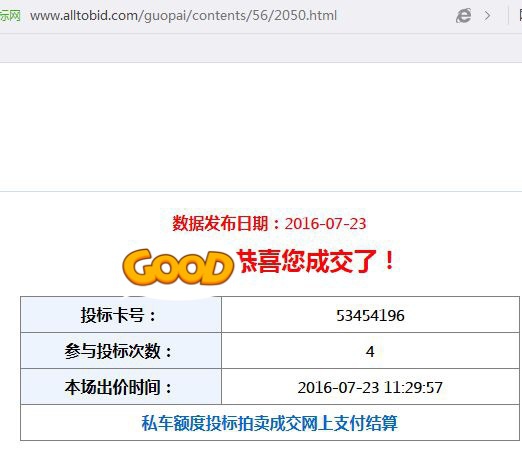 标网 www.alltobid.com/guopai/contents/56/2050.html
数据发布日期：2016-07-23
GOOD 恭喜您成交了！
投标卡号： 53454196
参与投标次数： 4
本场出价时间： 2016-07-23 11:29:57
私车额度投标拍卖成交网上支付结算